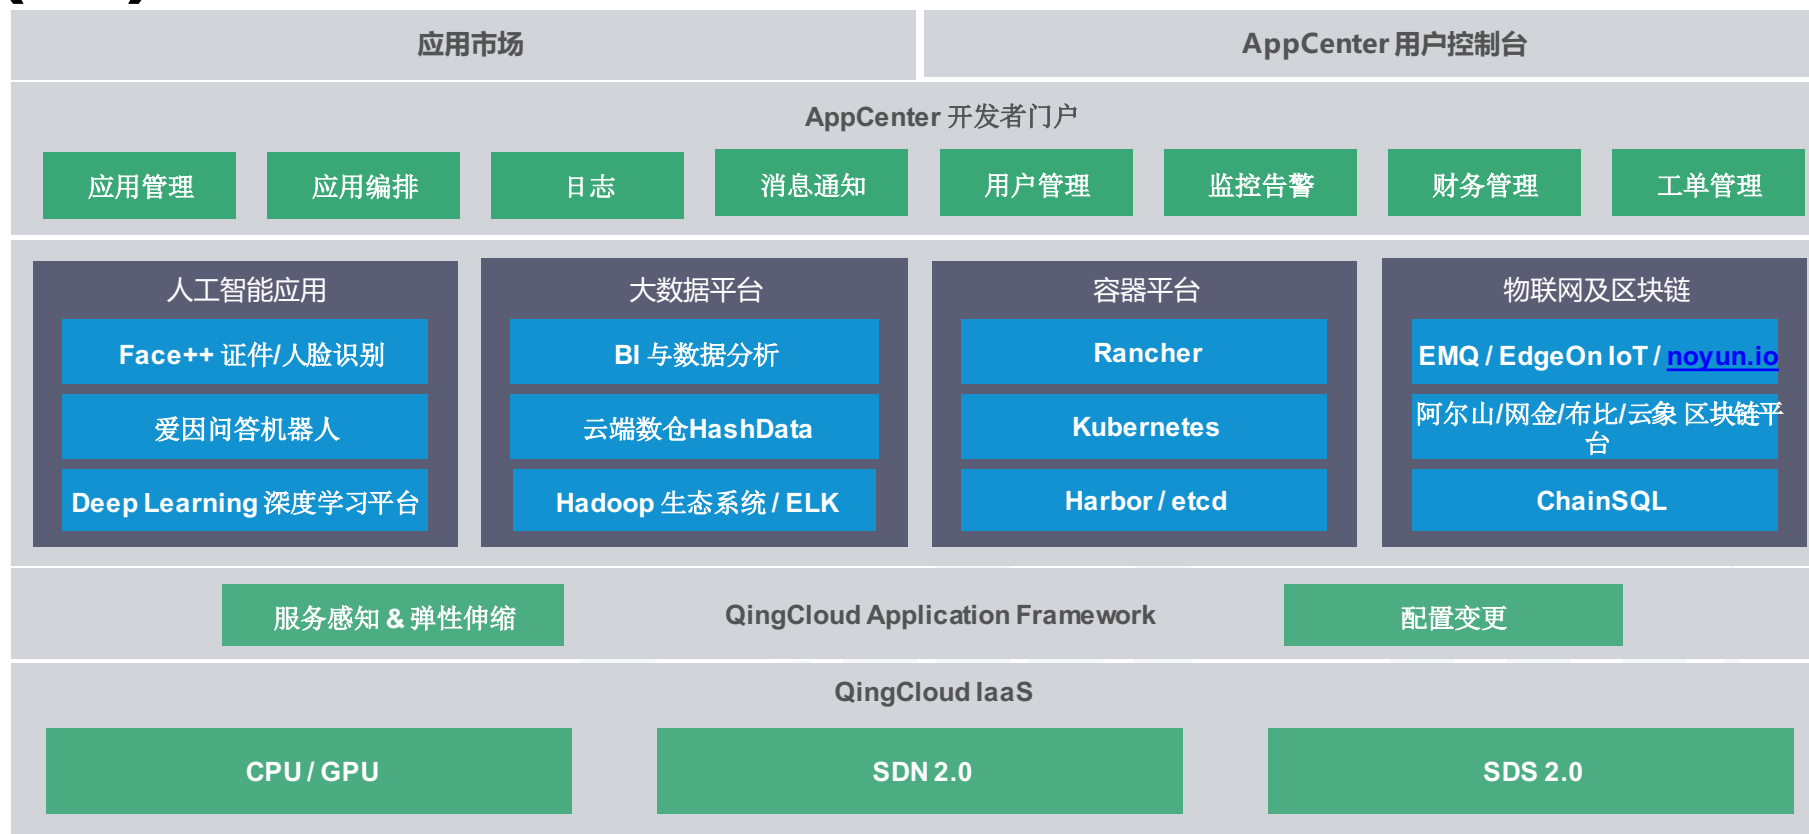 应用市场
AppCenter 用户控制台
AppCenter 开发者门户
应用管理
应用编排
日志
消息通知
用户管理
监控告警
财务管理
工单管理
人工智能应用
大数据平台
容器平台
物联网及区块链
Face++ 证件/人脸识别
BI 与数据分析
Rancher
EMQ / EdgeOn IoT / noyun.io
爱因问答机器人
云端数仓HashData
Kubernetes
阿尔山/网金/布比/云象 区块链平
台
Deep Learning 深度学习平台
Hadoop 生态系统 / ELK
Harbor / etcd
ChainSQL
服务感知 & 弹性伸缩
QingCloud Application Framework
配置变更
QingCloud IaaS
CPU / GPU
SDN 2.0
SDS 2.0